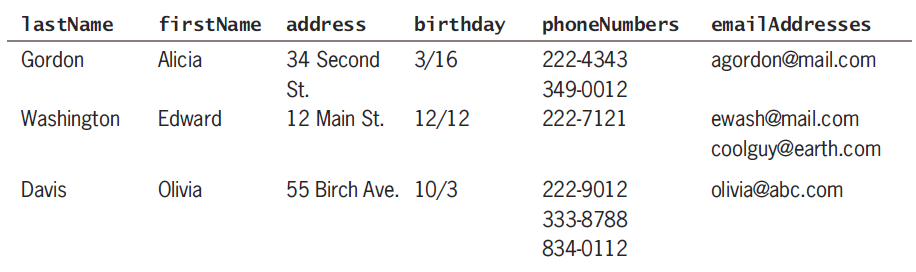 lastName firstName address birthday phoneNumbers emailAddresses
Gordon Alicia 34 Second 3/16 222-4343 agordon@mail.com
St. 349-0012
Washington Edward 12 Main St. 12/12 222-7121 ewash@mail.com
coolguy@earth.com
Davis Olivia 55 Birch Ave. 10/3 222-9012 olivia@abc.com
333-8788
834-0112